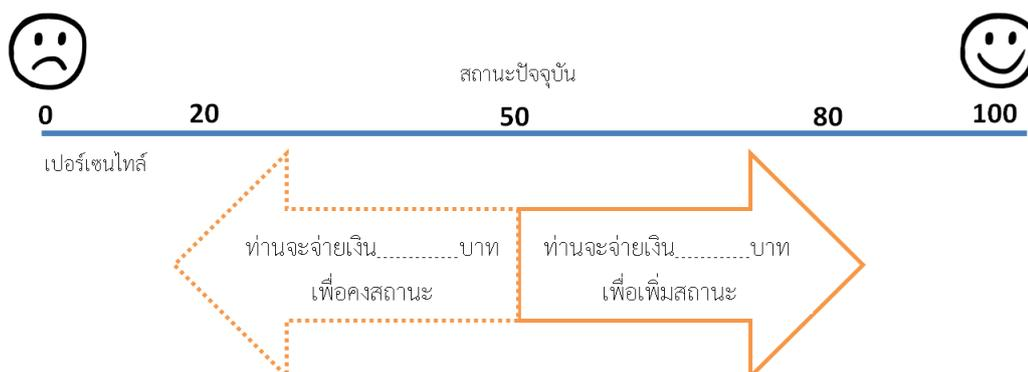 สถานะปัจจุบัน
0 20 50 80 100
เปอร์เซนไทล์
ท่านจะจ่ายเงิน............บาท
เพื่อคงสถานะ
ท่านจะจ่ายเงิน...........บาท
เพื่อเพิ่มสถานะ